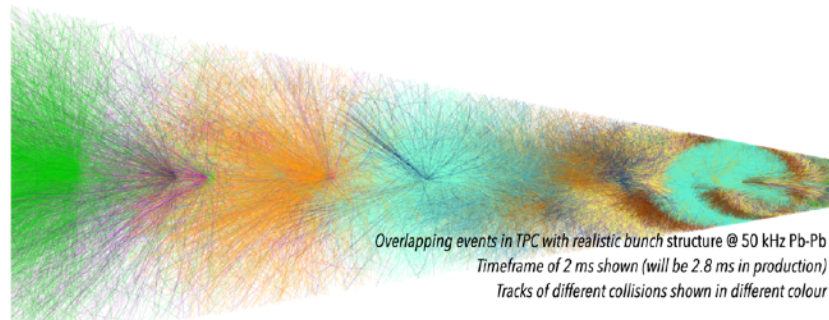 Overlapping events in TPC with realistic bunch structure @ 50 kHz Pb-Pb
Timeframe of 2 ms shown (will be 2.8 ms in production)
Tracks of different collisions shown in different colour